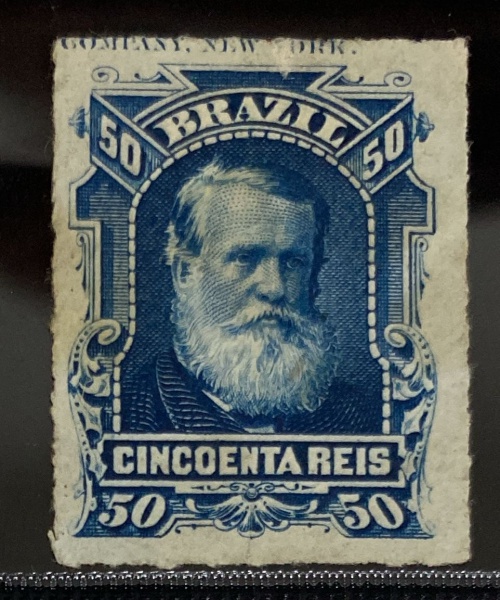 COMPANY, NEW YORK.
BRAZIL
50 50
CINCOENTA REIS
50 50